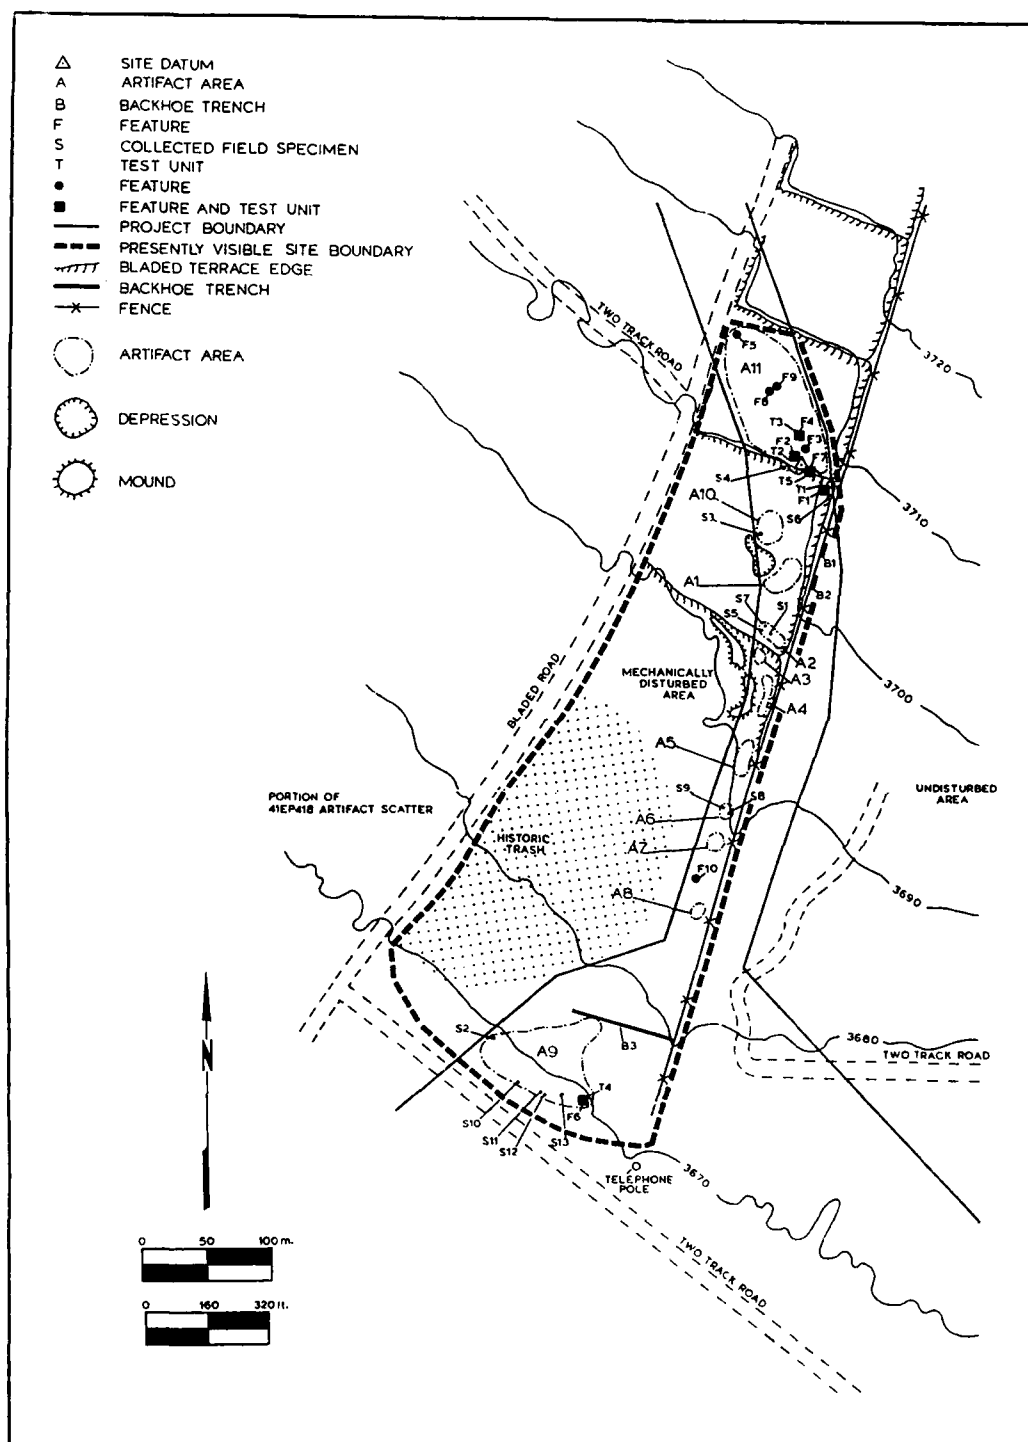 SITE DATUM
A ARTIFACT AREA
B BACKHOE TRENCH
F FEATURE
S COLLECTED FIELD SPECIMEN
T TEST UNIT
FEATURE
FEATURE AND TEST UNIT
PROJECT BOUNDARY
PRESENTLY VISIBLE SITE BOUNDARY
BLADED TERRACE EDGE
BACKHOE TRENCH
FENCE
ARTIFACT AREA
DEPRESSION
MOUND
TWO TRACK ROAD
F5
A11
F9
F8
3720
T3
F4
F2
F3
T2
F7
S4
T5
T1
F1
A10
S6
S3
3710
B1
A1
B2
S7
S1
S5
A2
MECHANICALLY
DISTURBED
AREA
A3
3700
A4
BLADED ROAD
A5
UNDISTURBED
AREA
PORTION OF
41EP418 ARTIFACT SCATTER
S9
S8
A6
HISTORIC
TRASH
A7
F10
A8
3690
S2
A9
B3
3680
TWO TRACK ROAD
T4
F6
S10
S11
S12
S13
TELEPHONE
POLE
3670
TWO TRACK ROAD
N
0 50 100 m.
0 160 320 ft.